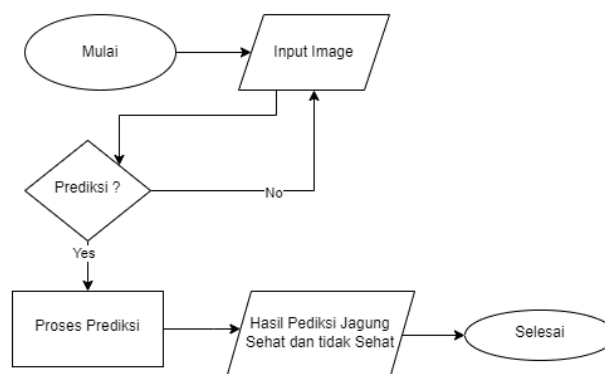 Mulai
Input Image
Prediksi ?
No
Yes
Proses Prediksi
Hasil Pediksi Jagung
Sehat dan tidak Sehat
Selesai